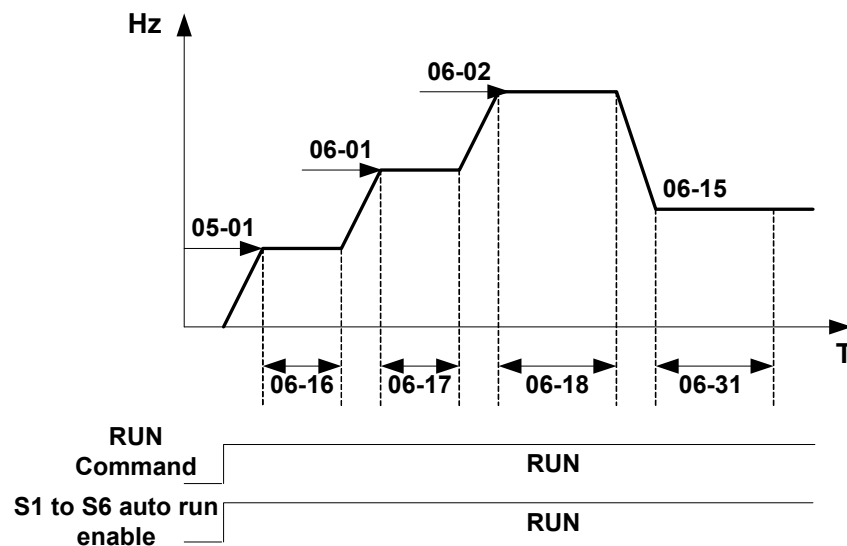 Hz
06-02
06-01
06-15
05-01
T
06-16 06-17 06-18 06-31
RUN
Command
RUN
S1 to S6 auto run
enable
RUN